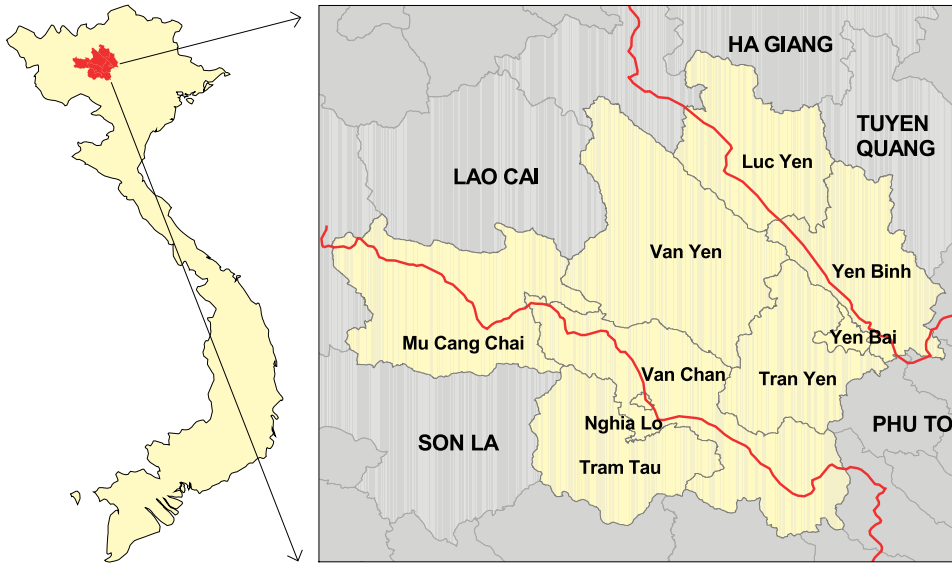 HA GIANG
TUYEN
QUANG
LAO CAI
Luc Yen
Van Yen
Yen Binh
Yen Bai
Mu Cang Chai
Van Chan
Tran Yen
Nghia Lo
PHU TO
SON LA
Tram Tau